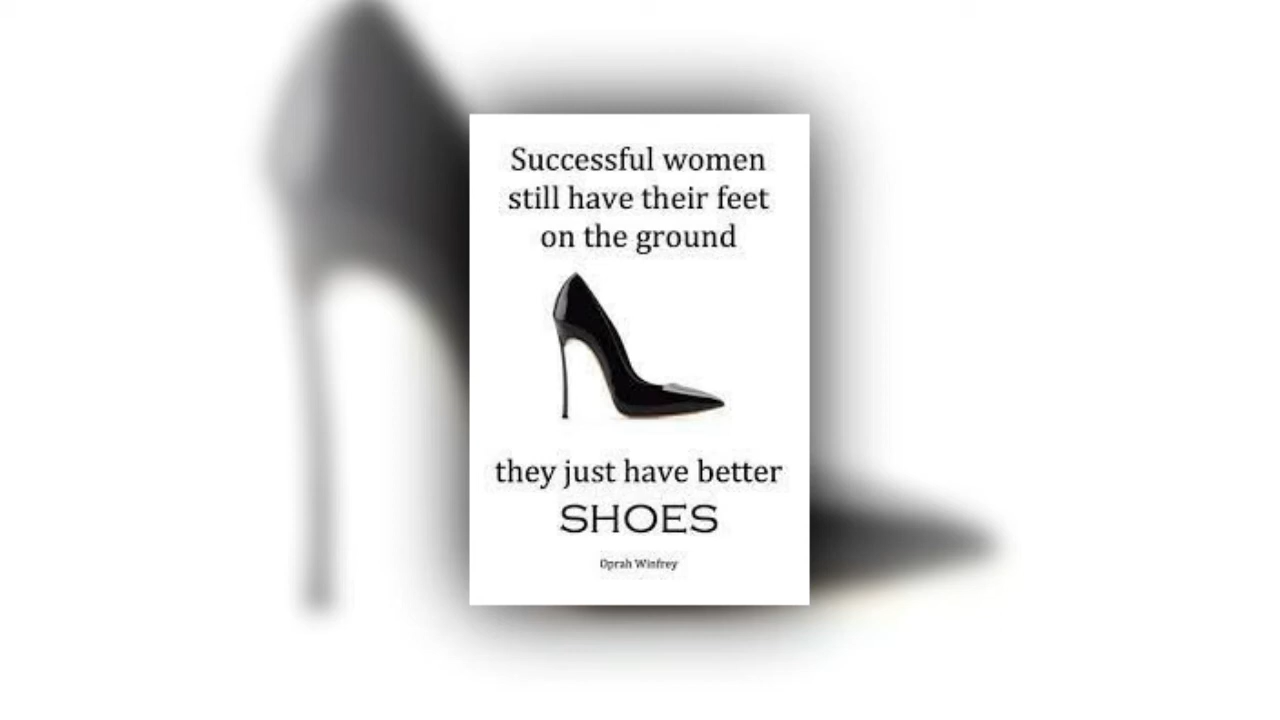 Successful women
still have their feet
on the ground
they just have better
SHOES
Oprah Winfrey